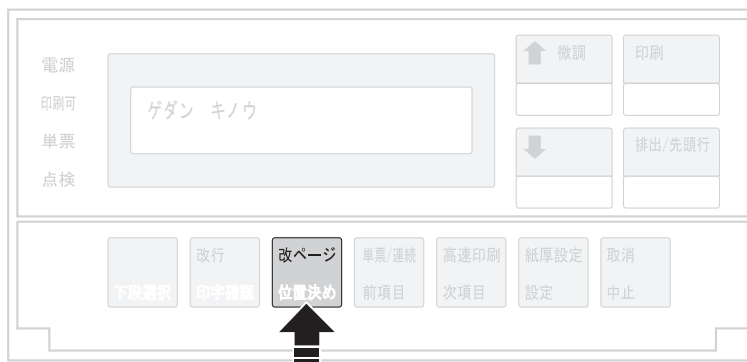 電源
印刷可
単票
点検
ゲダン キノウ
微調
印刷
排出/先頭行
改行
改ページ
単票/連続
高速印刷
紙厚設定
取消
下段選択
印字確認
位置決め
前項目
次項目
設定
中止